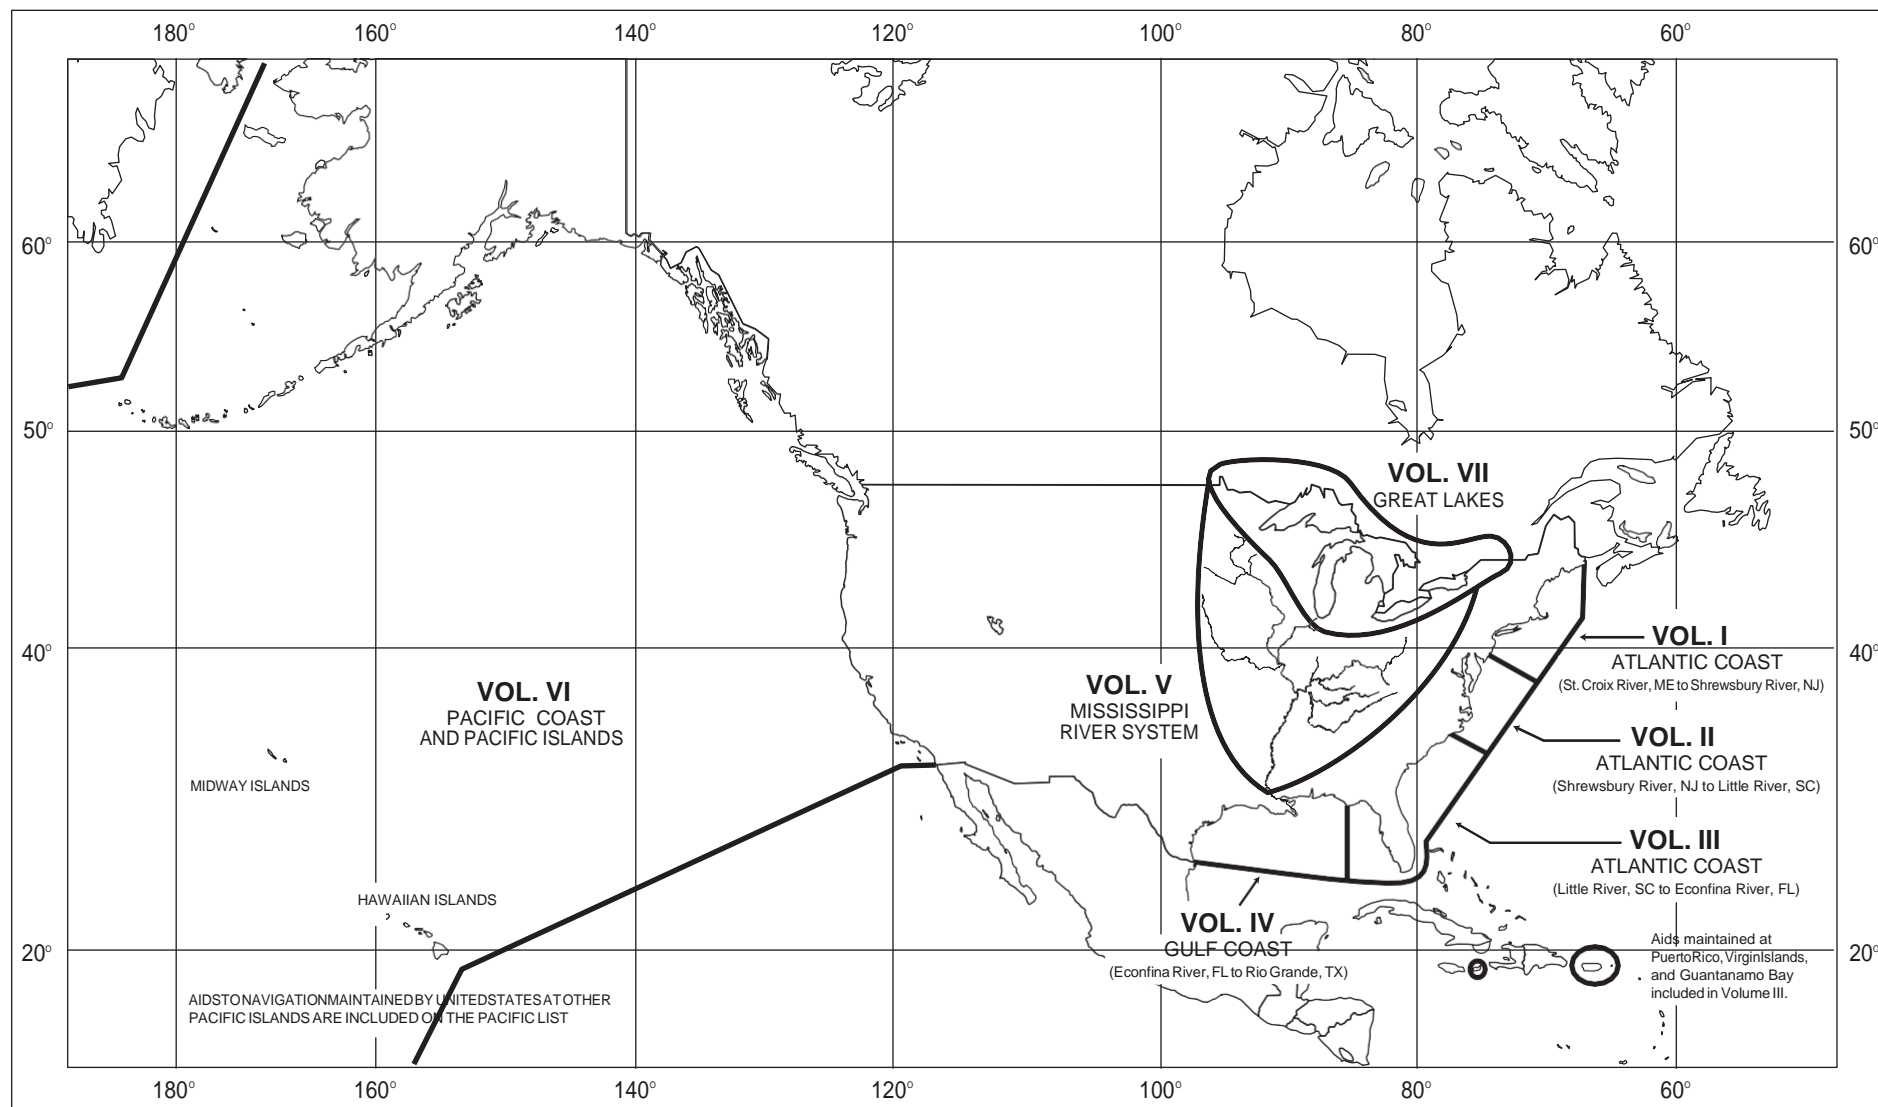 180° 160° 140° 120° 100° 80° 60°
60° 60°
50° 50°
VOL. VII
GREAT LAKES
40° 40°
VOL. I
ATLANTIC COAST
(St. Croix River, ME to Shrewsbury River, NJ)
VOL. VI
PACIFIC COAST
AND PACIFIC ISLANDS
VOL. V
MISSISSIPPI
RIVER SYSTEM
VOL. II
ATLANTIC COAST
(Shrewsbury River, NJ to Little River, SC)
MIDWAY ISLANDS
VOL. III
ATLANTIC COAST
(Little River, SC to Econfina River, FL)
HAWAIIAN ISLANDS
VOL. IV
GULF COAST
(Econfina River, FL to Rio Grande, TX)
20° 20°
Aids maintained at
PuertoRico, VirginIslands,
and Guantanamo Bay
included in Volume III.
AIDSTONAVIGATIONMAINTAINEDBY UNITEDSTATES AT OTHER
PACIFIC ISLANDS ARE INCLUDED ON THE PACIFIC LIST
180° 160° 140° 120° 100° 80° 60°